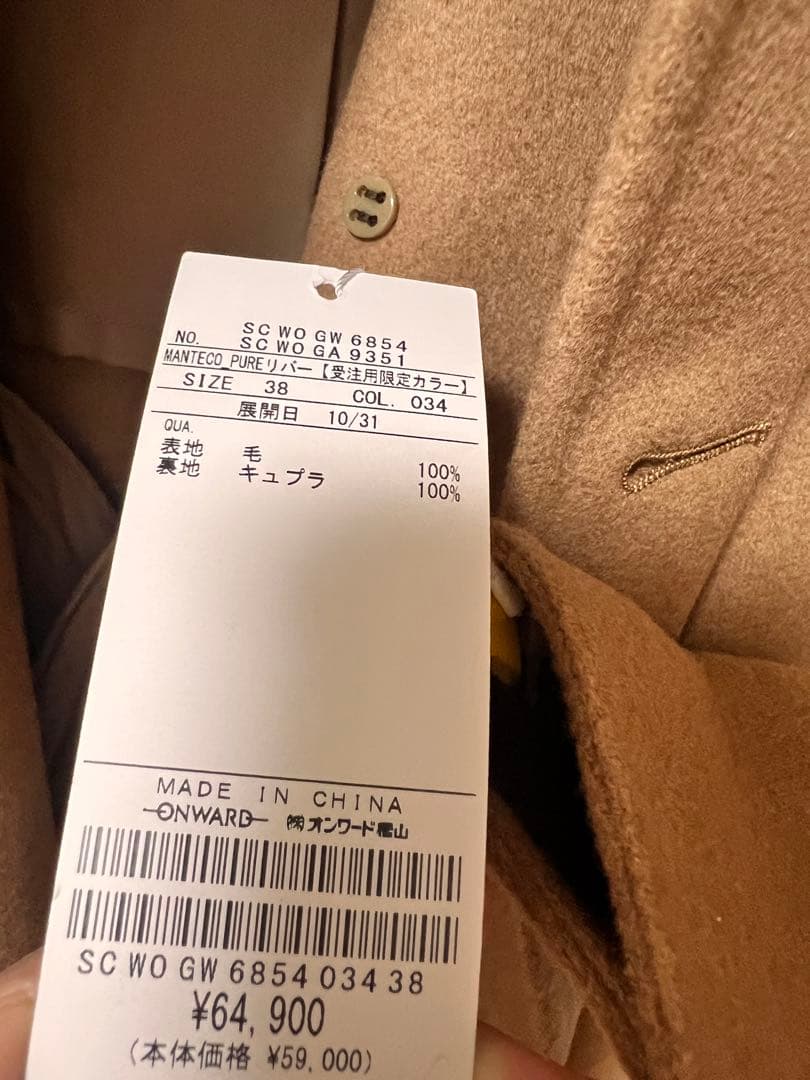 NO. SC WO GW 6854
SC WO GA 9351
MANTECO_PUREリバー【受注用限定カラー】
SIZE 38 COL. 034
展開日 10/31
QUA.
表地 毛 100%
裏地 キュプラ 100%
MADE IN CHINA
ONWARD ㈱オンワード樫山
SC WO GW 6854 034 38
¥64,900
(本体価格 ¥59,000)